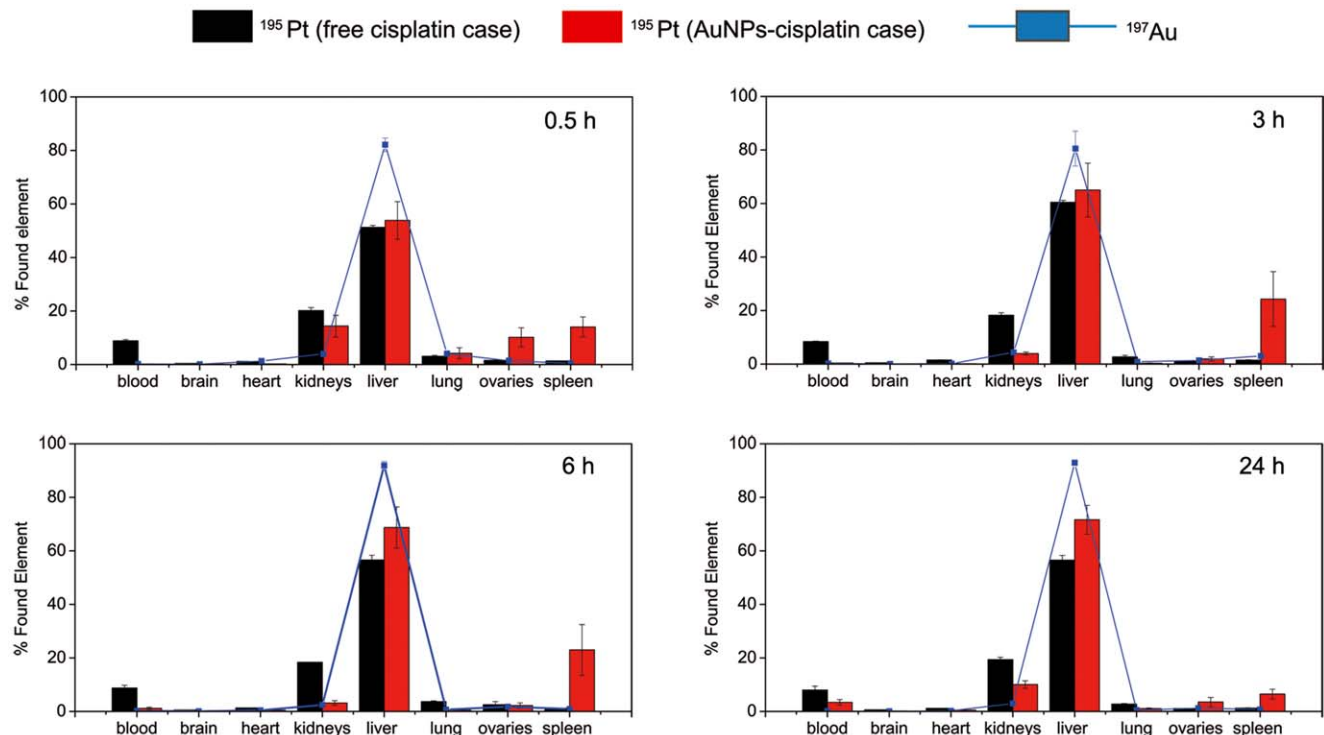 ¹⁹⁵Pt (free cisplatin case) ¹⁹⁵Pt (AuNPs-cisplatin case) ¹⁹⁷Au
100
80
60
40
20
0
% Found element
0.5 h
blood brain heart kidneys liver lung ovaries spleen
100
80
60
40
20
0
% Found Element
3 h
blood brain heart kidneys liver lung ovaries spleen
100
80
60
40
20
0
% Found Element
6 h
blood brain heart kidneys liver lung ovaries spleen
100
80
60
40
20
0
% Found Element
24 h
blood brain heart kidneys liver lung ovaries spleen